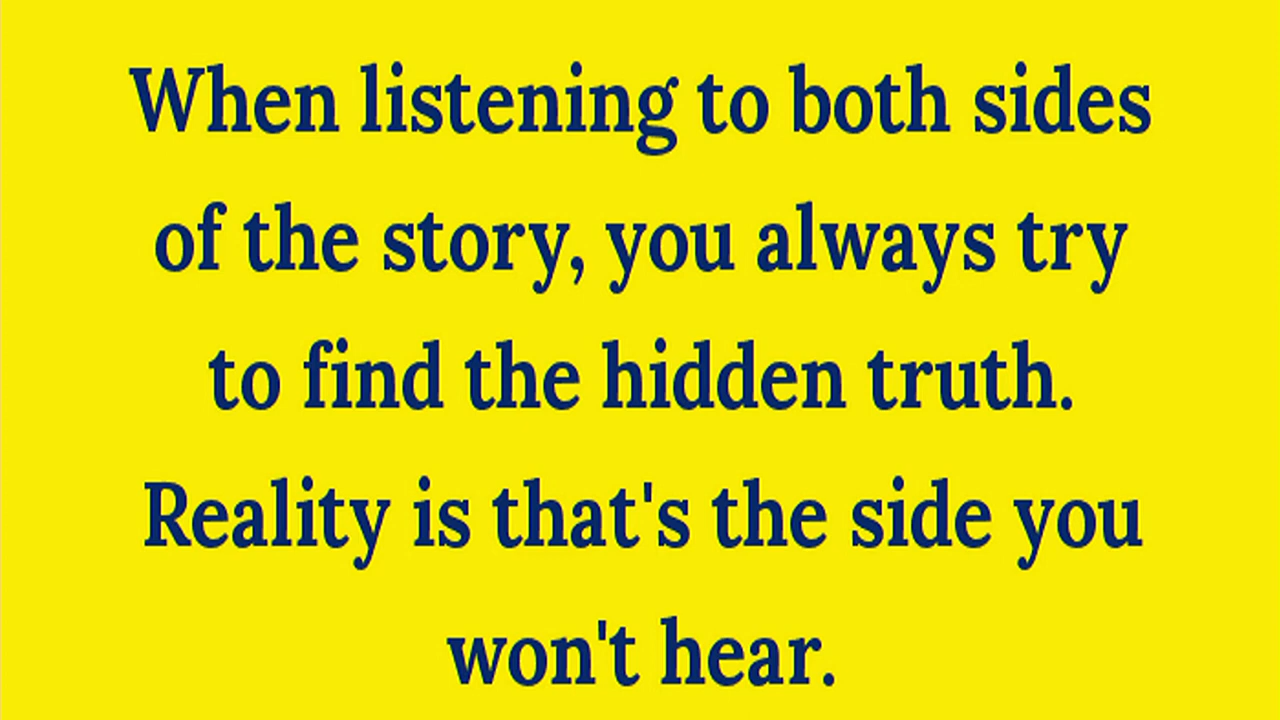 When listening to both sides
of the story, you always try
to find the hidden truth.
Reality is that's the side you
won't hear.